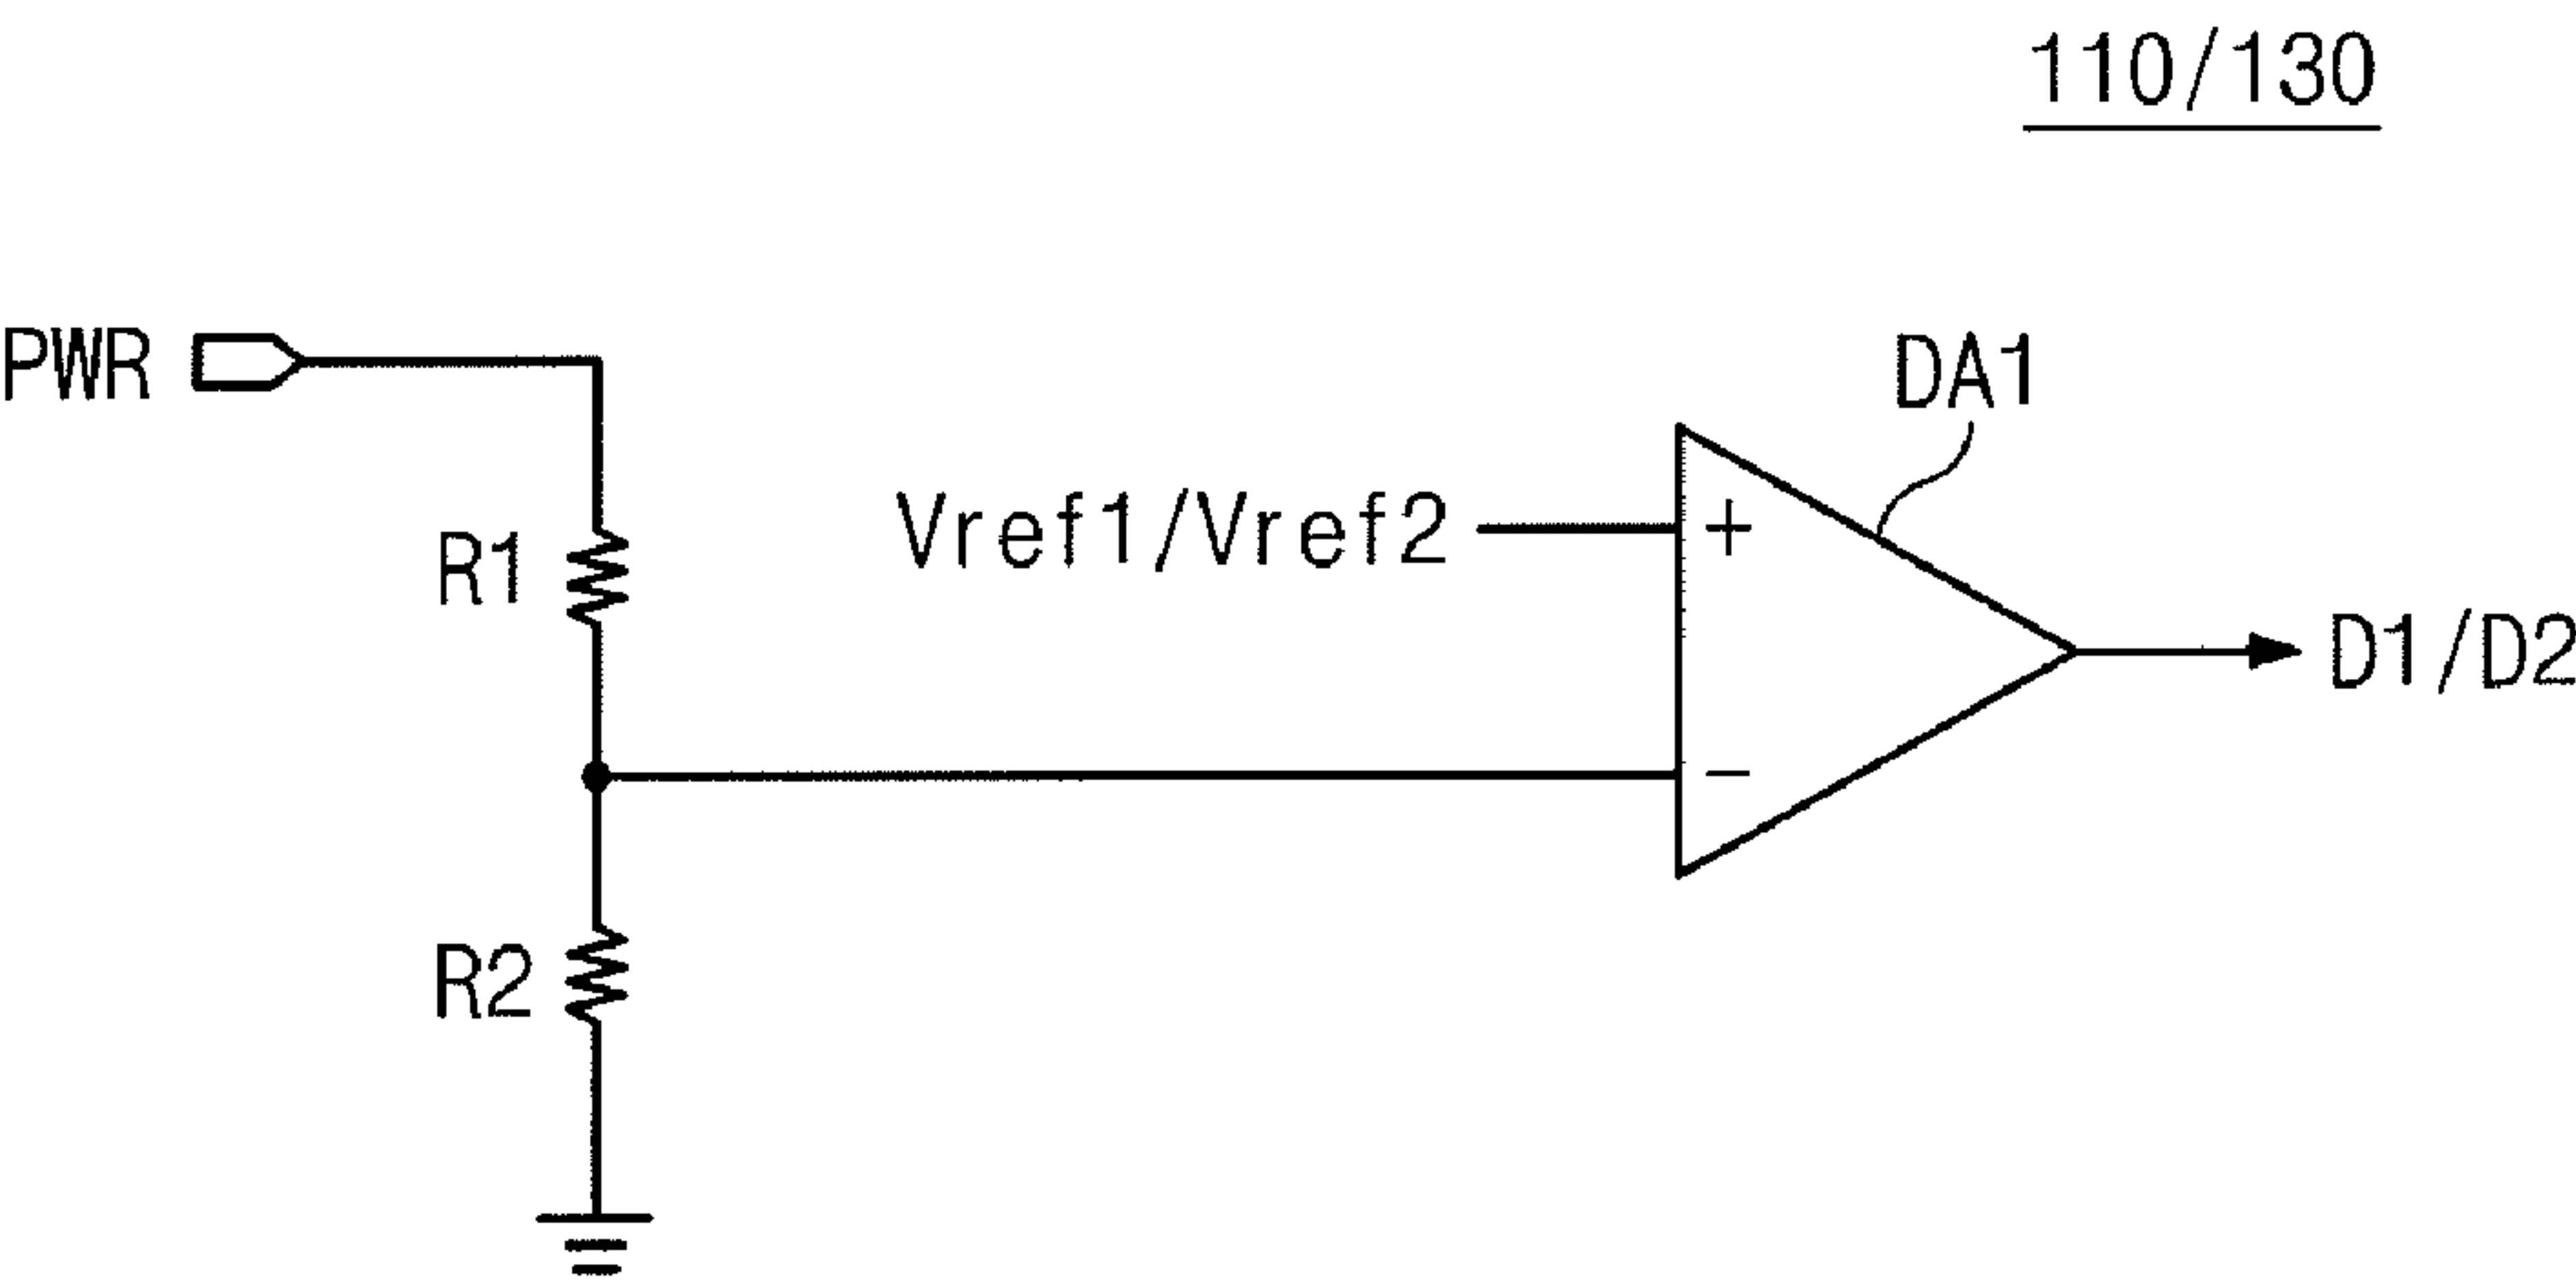 110/130
PWR
DA1
Vref1/Vref2
+
R1
D1/D2
-
R2